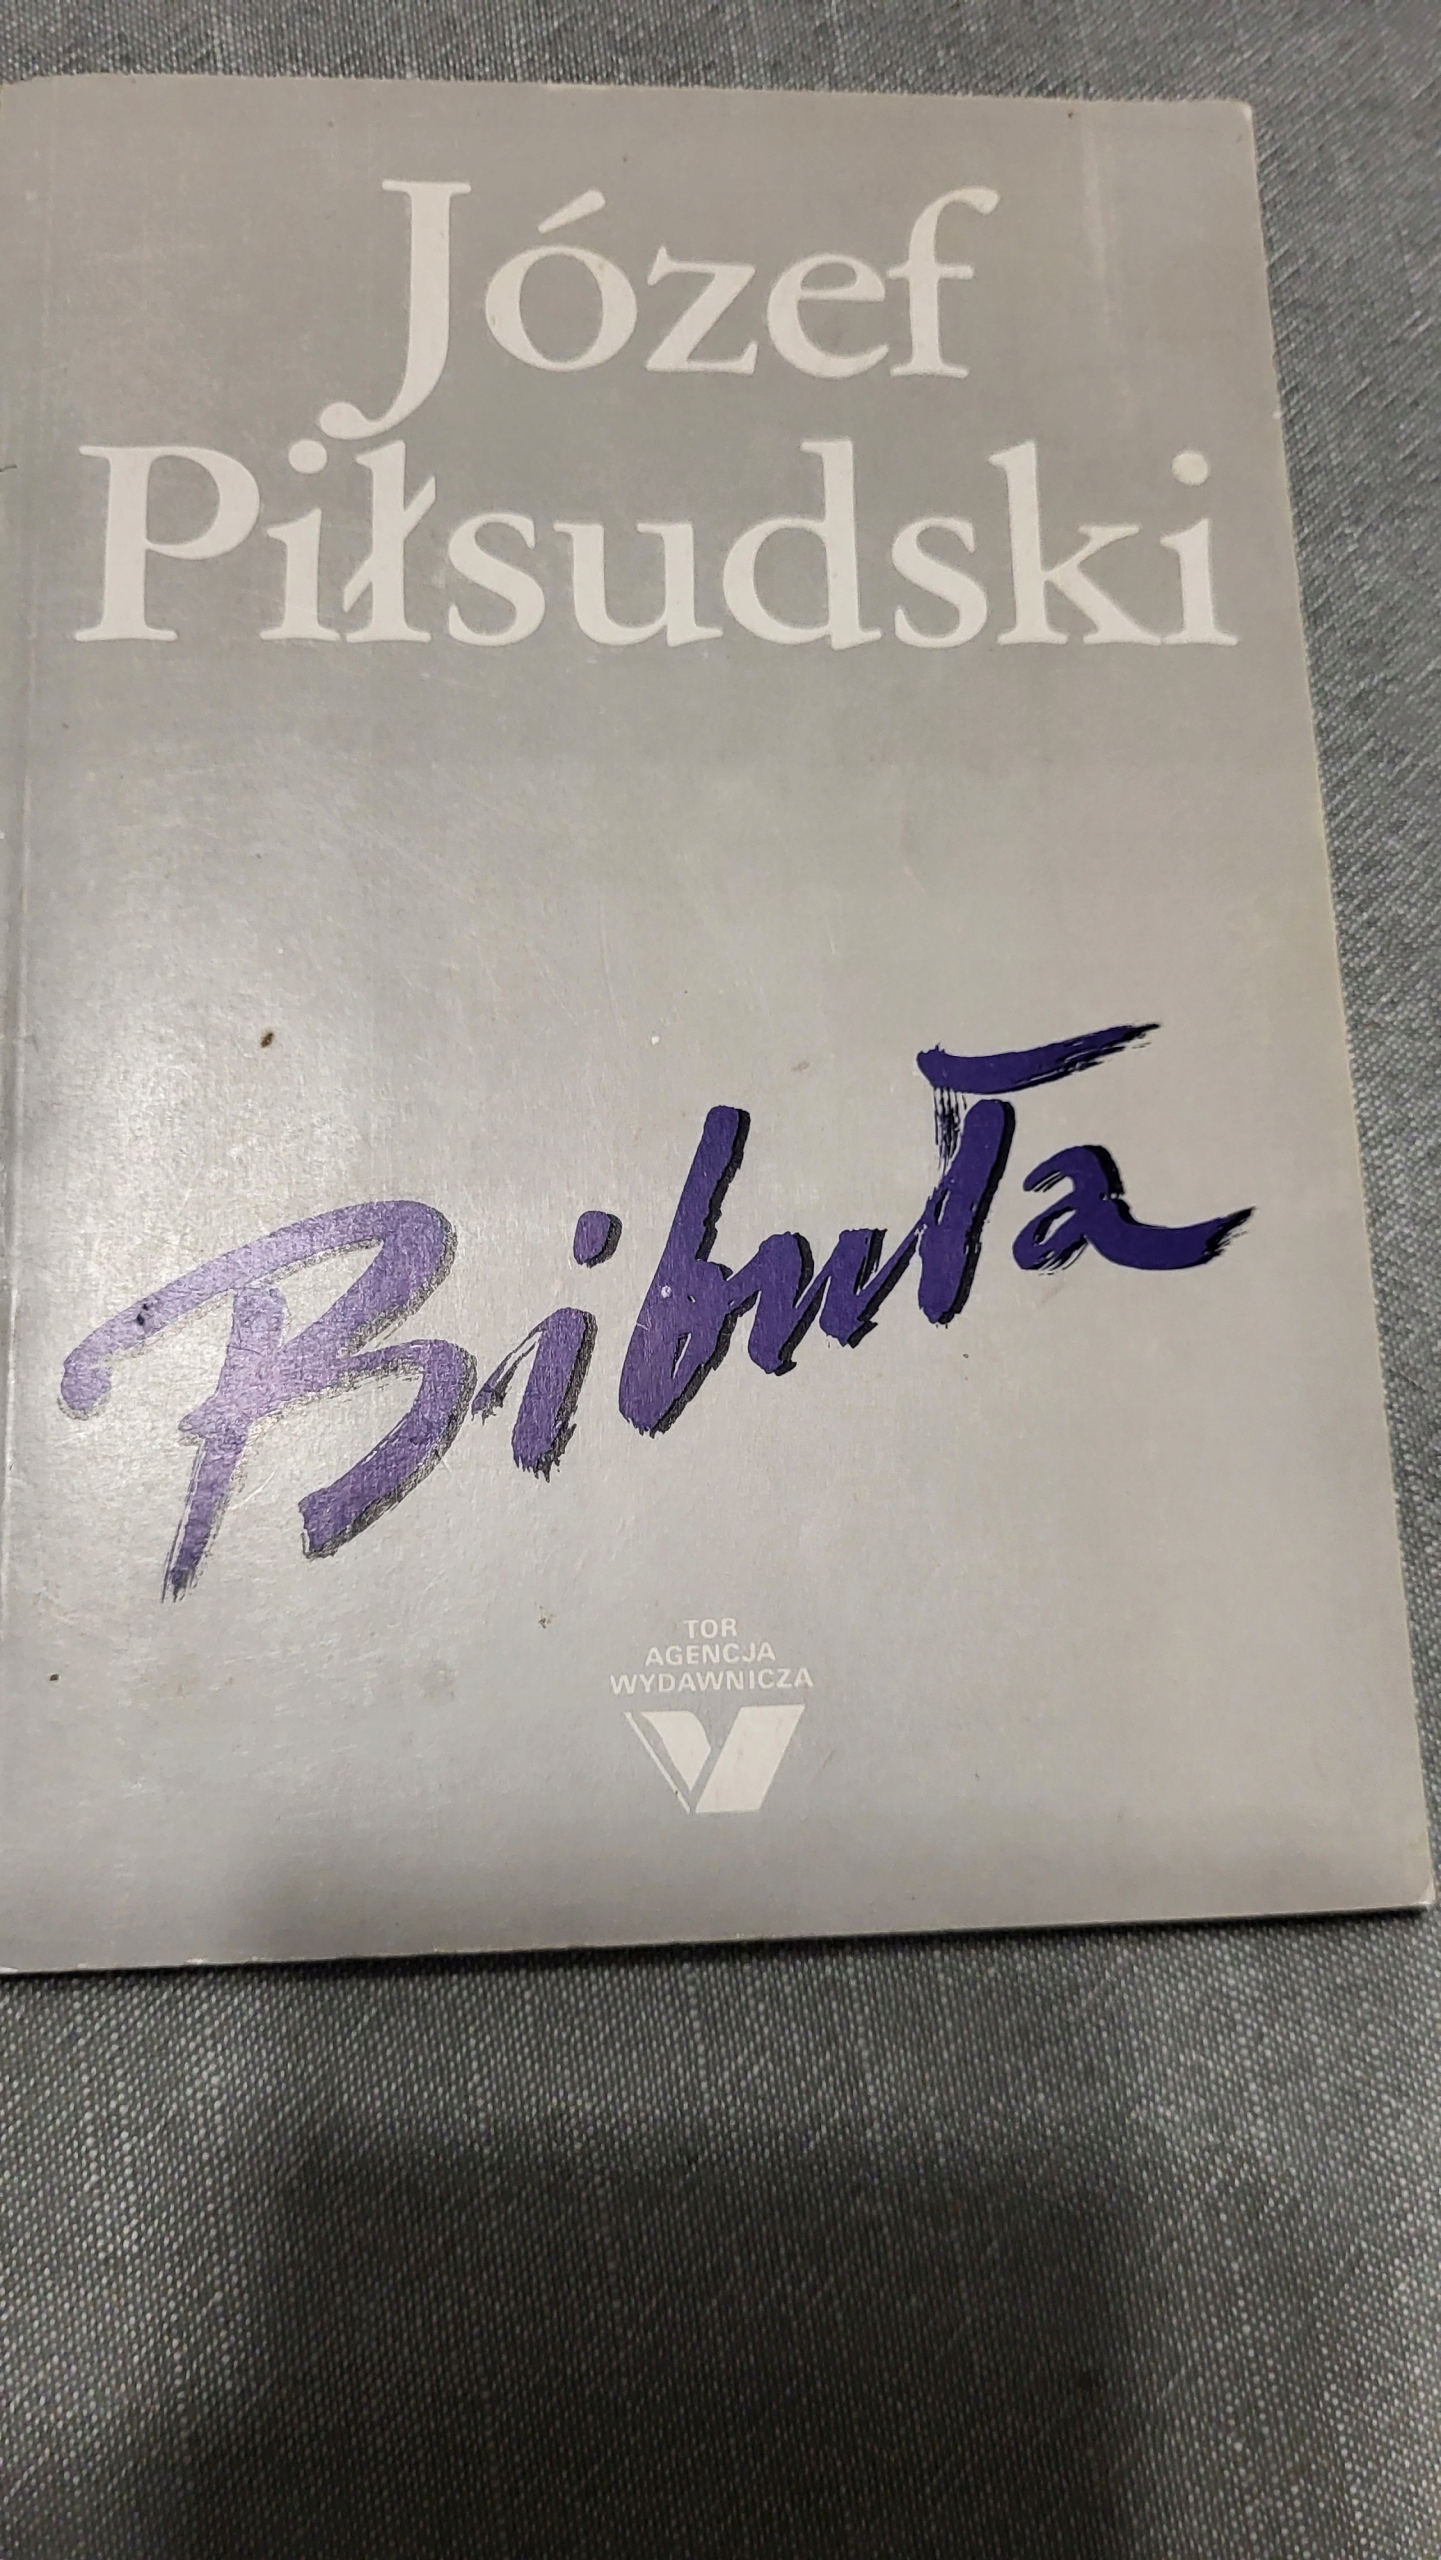 Józef
Piłsudski
Bibuła
TOR
AGENCJA
WYDAWNICZA